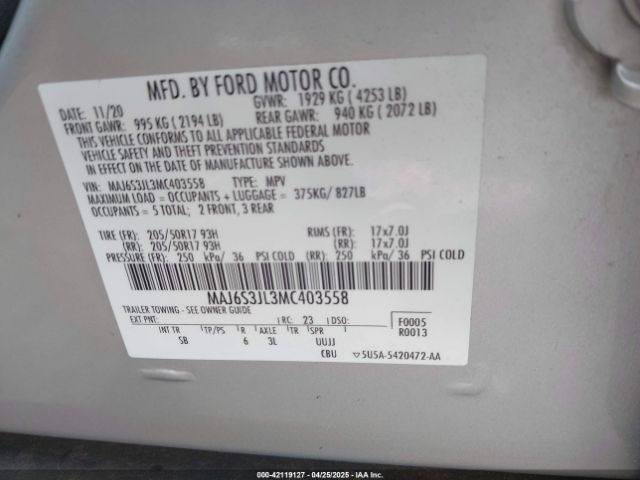 MFD. BY FORD MOTOR CO.
DATE: 11/20 GVWR: 1929 KG ( 4253 LB)
FRONT GAWR: 995 KG ( 2194 LB) REAR GAWR: 940 KG ( 2072 LB)
THIS VEHICLE CONFORMS TO ALL APPLICABLE FEDERAL MOTOR
VEHICLE SAFETY AND THEFT PREVENTION STANDARDS
IN EFFECT ON THE DATE OF MANUFACTURE SHOWN ABOVE.
VIN: MAJ6S3JL3MC403558 TYPE: MPV
MAXIMUM LOAD = OCCUPANTS + LUGGAGE = 375KG/ 827LB
OCCUPANTS = 5 TOTAL; 2 FRONT, 3 REAR
TIRE (FR): 205/50R17 93H RIMS (FR): 17x7.0J
(RR): 205/50R17 93H (RR): 17x7.0J
PRESSURE (FR): 250 kPa/ 36 PSI COLD (RR): 250 kPa/ 36 PSI COLD
MAJ6S3JL3MC403558
TRAILER TOWING - SEE OWNER GUIDE
EXT PNT: RC: 23 DSO: F0005
R0013
INT TR TP/PS R AXLE TR SPR
SB 6 3L UUJJ
CBU ▽5U5A-5420472-AA
000-42119127 - 04/25/2025 - IAA Inc.